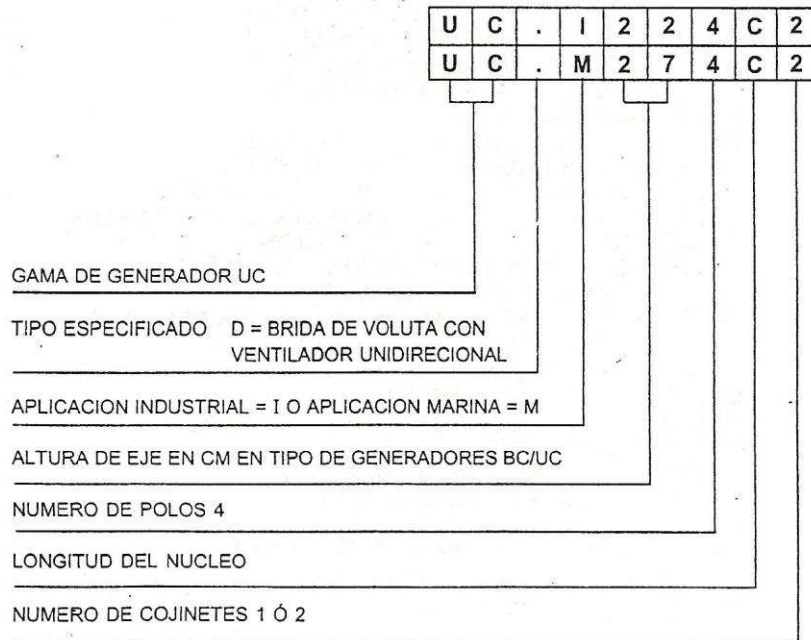 U C . I 2 2 4 C 2
U C . M 2 7 4 C 2
GAMA DE GENERADOR UC
TIPO ESPECIFICADO D = BRIDA DE VOLUTA CON
VENTILADOR UNIDIRECIONAL
APLICACION INDUSTRIAL = I O APLICACION MARINA = M
ALTURA DE EJE EN CM EN TIPO DE GENERADORES BC/UC
NUMERO DE POLOS 4
LONGITUD DEL NUCLEO
NUMERO DE COJINETES 1 Ó 2